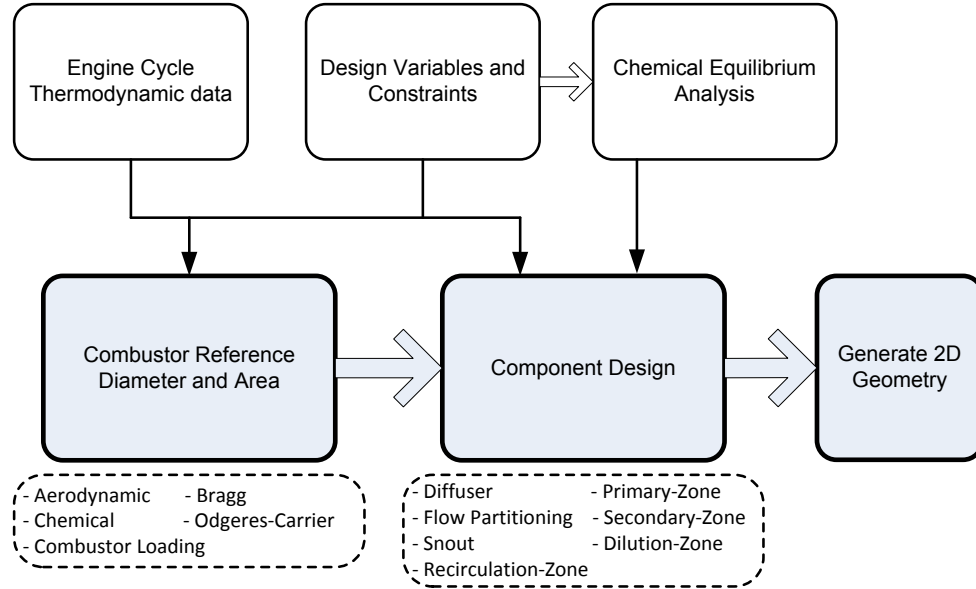 Engine Cycle
Thermodynamic data
Design Variables and
Constraints
Chemical Equilibrium
Analysis
Combustor Reference
Diameter and Area
Component Design
Generate 2D
Geometry
- Aerodynamic - Bragg
- Chemical - Odgeres-Carrier
- Combustor Loading
- Diffuser - Primary-Zone
- Flow Partitioning - Secondary-Zone
- Snout - Dilution-Zone
- Recirculation-Zone